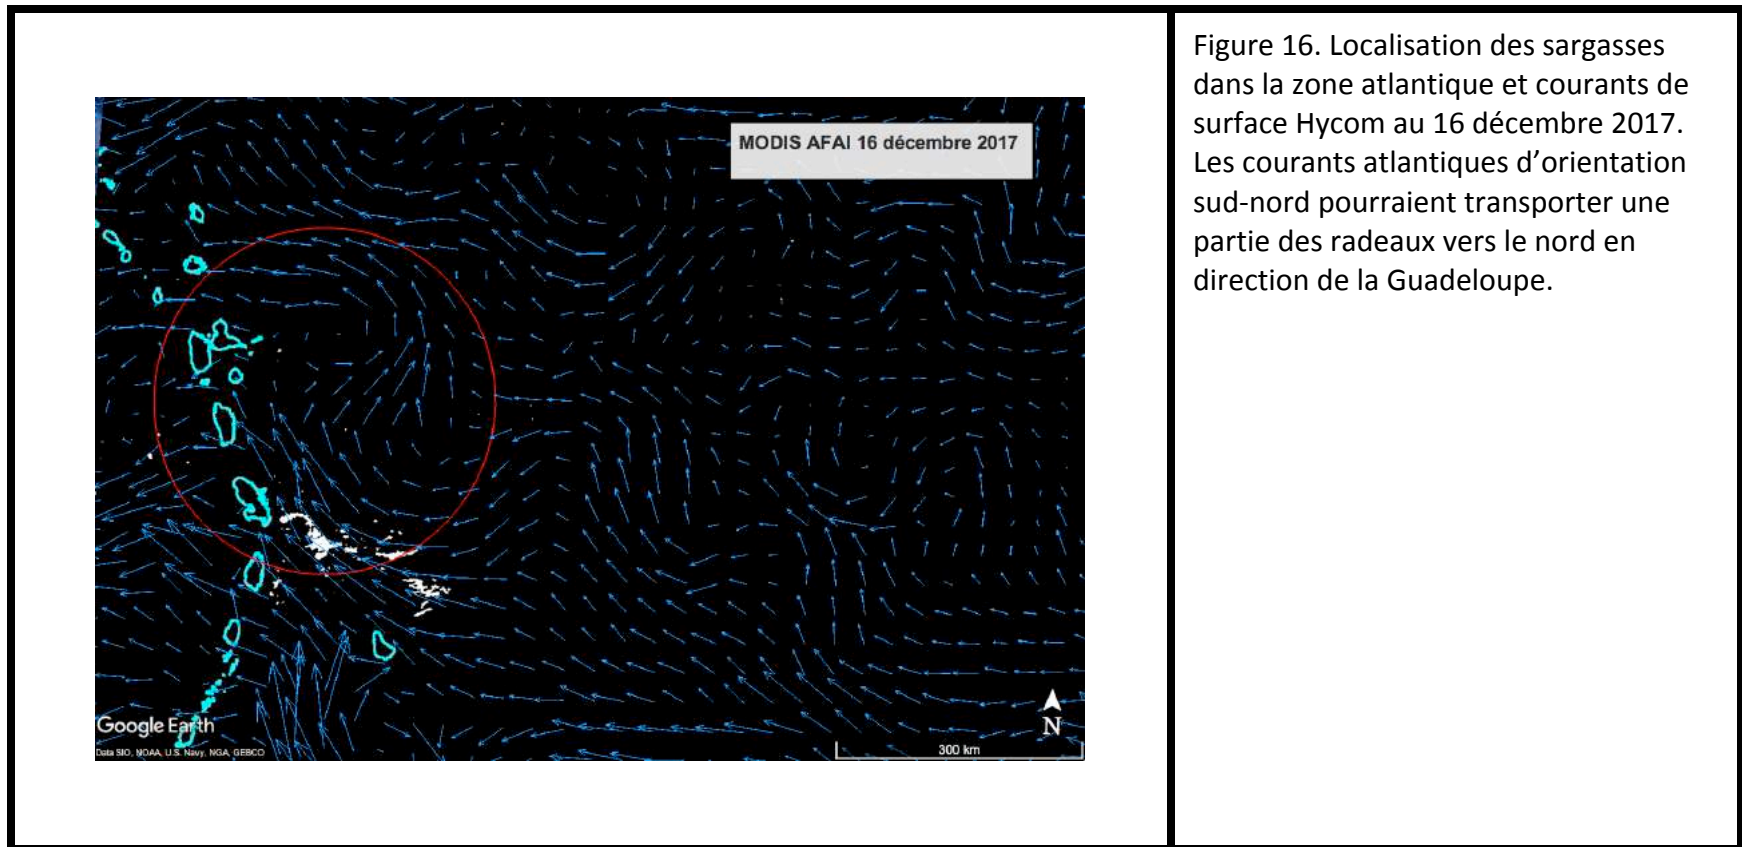 MODIS AFAI 16 décembre 2017
Google Earth
Data SIO, NOAA, U.S. Navy, NGA, GEBCO
N
300 km
Figure 16. Localisation des sargasses
dans la zone atlantique et courants de
surface Hycom au 16 décembre 2017.
Les courants atlantiques d’orientation
sud-nord pourraient transporter une
partie des radeaux vers le nord en
direction de la Guadeloupe.